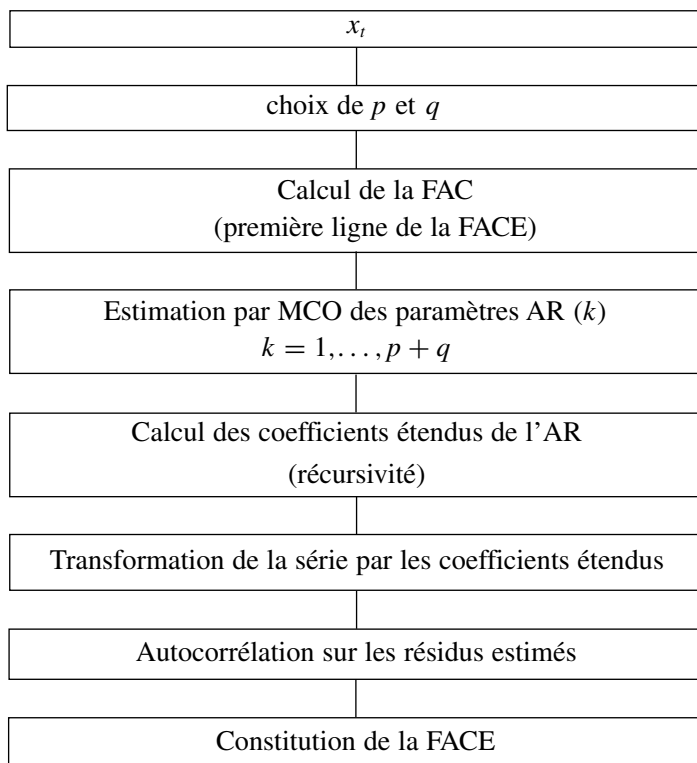 xₜ
choix de p et q
Calcul de la FAC
(première ligne de la FACE)
Estimation par MCO des paramètres AR (k)
k = 1,..., p + q
Calcul des coefficients étendus de l'AR
(récursivité)
Transformation de la série par les coefficients étendus
Autocorrélation sur les résidus estimés
Constitution de la FACE